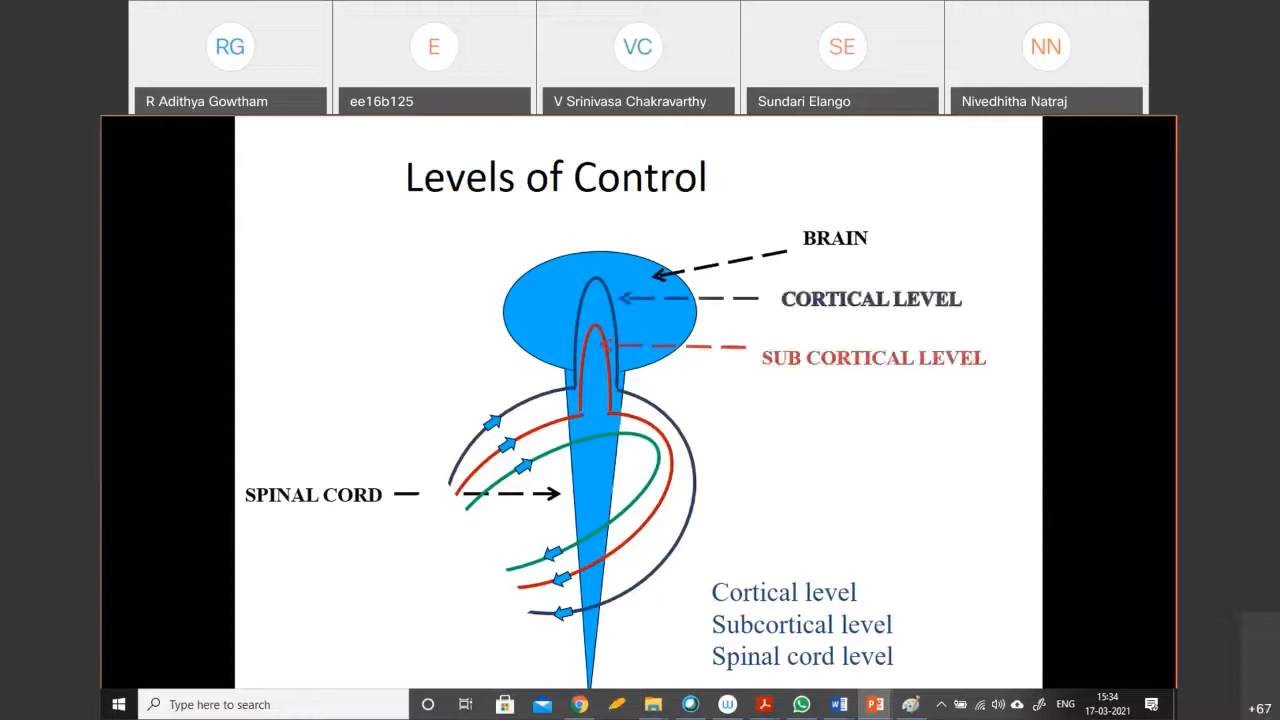 RG
E
VC
SE
NN
R Adithya Gowtham
ee16b125
V Srinivasa Chakravarthy
Sundari Elango
Nivedhitha Natraj
Levels of Control
BRAIN
CORTICAL LEVEL
SUB CORTICAL LEVEL
SPINAL CORD
Cortical level
Subcortical level
Spinal cord level
Type here to search
ENG
15:34
17-03-2021
+67